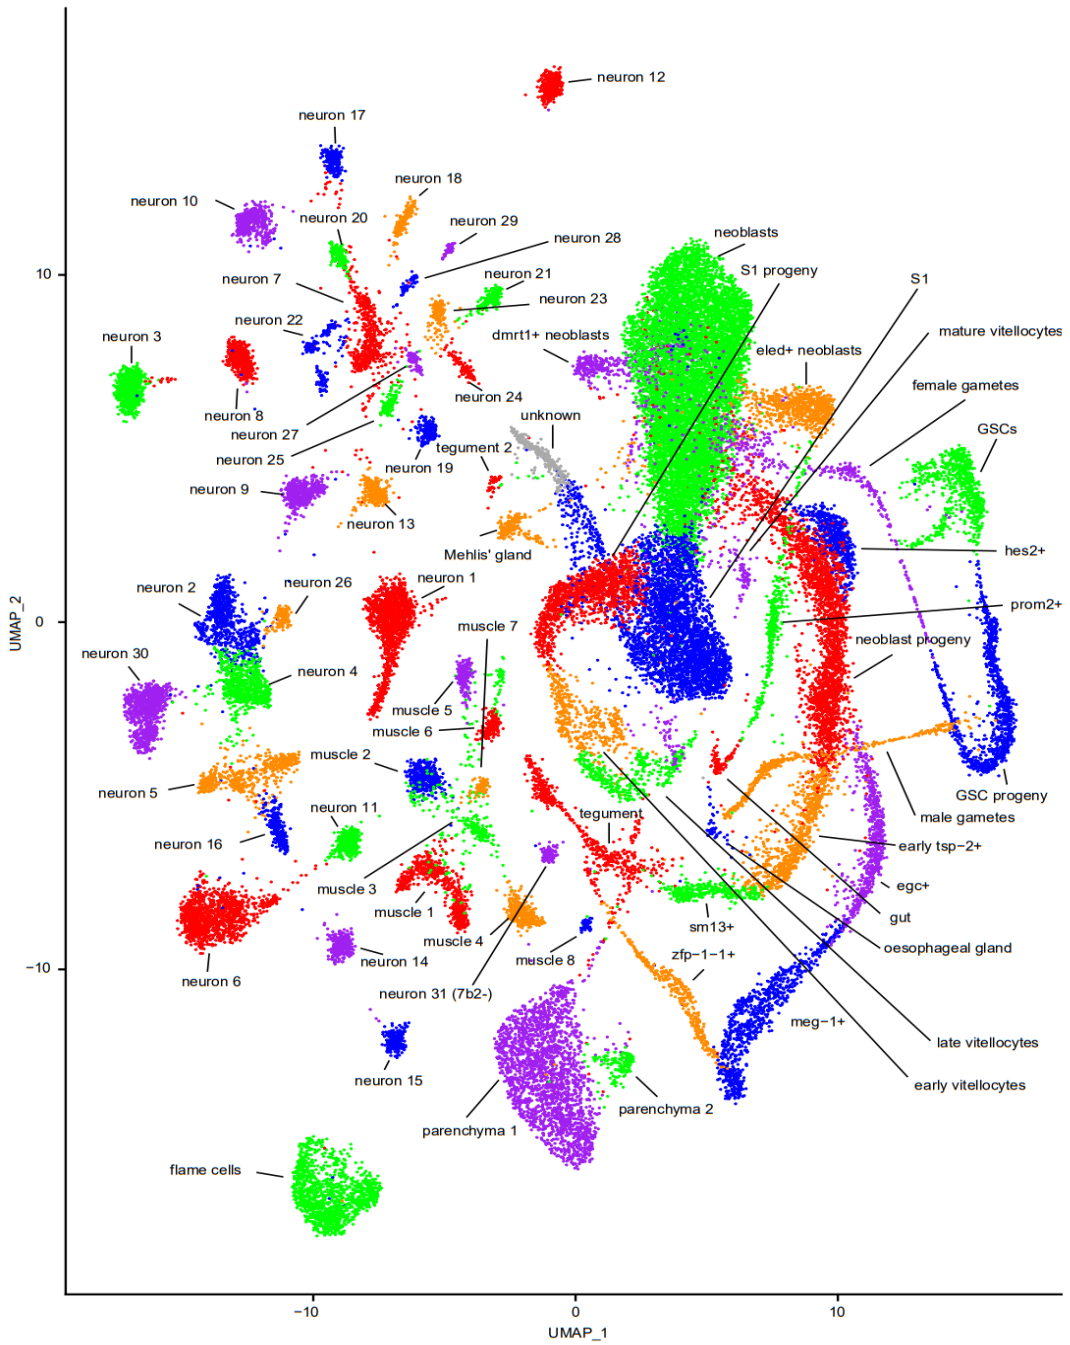 neuron 12
neuron 17
neuron 18
neuron 10
neuron 20
neuron 29
neoblasts
neuron 28
10
S1 progeny
neuron 7
neuron 21
S1
neuron 23
neuron 22
dmrt1+ neoblasts
mature vitellocytes
neuron 3
eled+ neoblasts
female gametes
neuron 24
neuron 8
unknown
neuron 27
GSCs
tegument 2
neuron 25
neuron 19
neuron 9
neuron 13
Mehlis' gland
hes2+
neuron 26
neuron 1
neuron 2
prom2+
UMAP_2
0
muscle 7
neoblast progeny
neuron 30
neuron 4
muscle 5
muscle 6
muscle 2
neuron 5
GSC progeny
neuron 11
tegument
male gametes
neuron 16
early tsp−2+
muscle 3
egc+
muscle 1
gut
sm13+
muscle 4
oesophageal gland
zfp−1−1+
muscle 8
neuron 14
−10
neuron 6
neuron 31 (7b2-)
meg−1+
late vitellocytes
neuron 15
early vitellocytes
parenchyma 2
parenchyma 1
flame cells
−10
0
10
UMAP_1